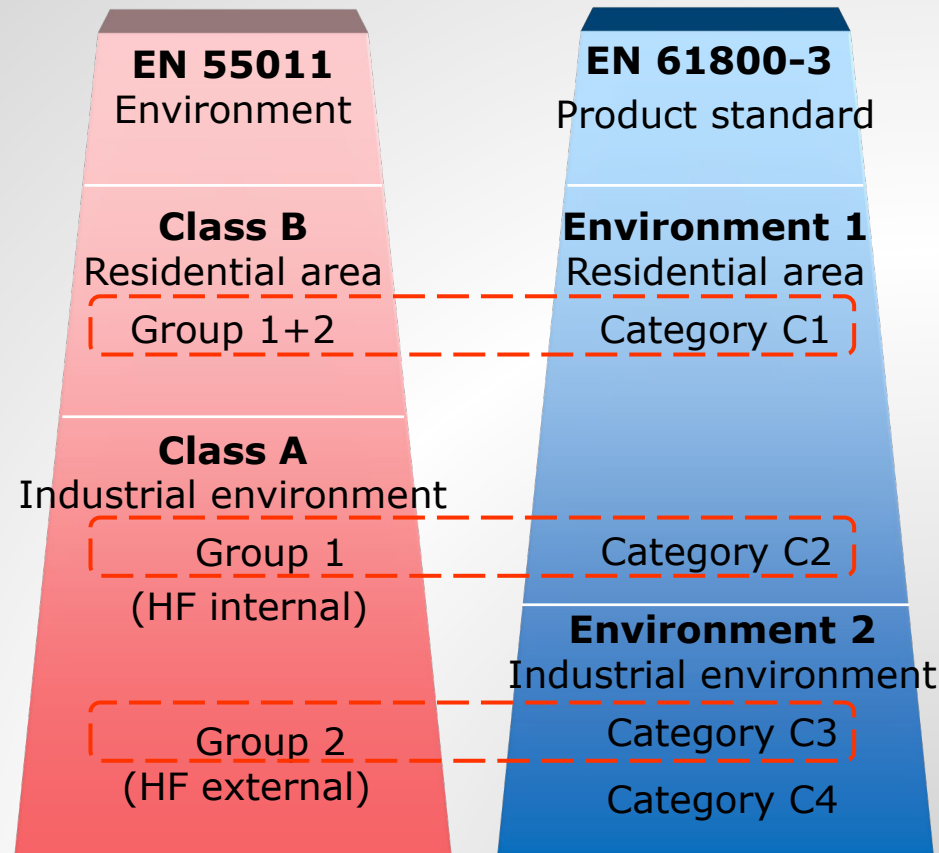 EN 55011
Environment
Class B
Residential area
Group 1+2
Class A
Industrial environment
Group 1
(HF internal)
Group 2
(HF external)
EN 61800-3
Product standard
Environment 1
Residential area
Category C1
Category C2
Environment 2
Industrial environment
Category C3
Category C4